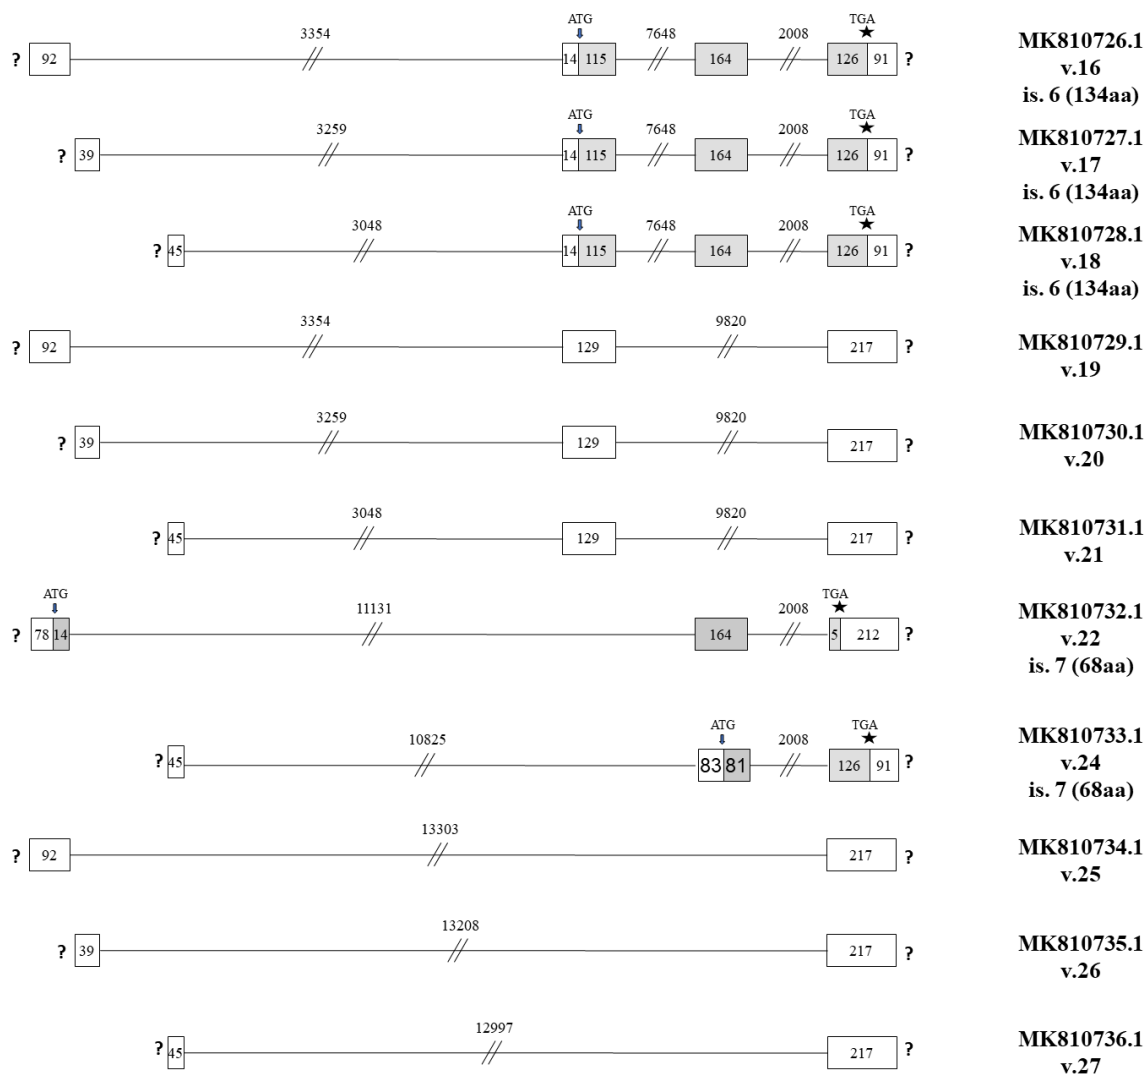 ATG TGA
3354 7648 2008
? 92 14 115 164 126 91 ?
MK810726.1
v.16
is. 6 (134aa)
ATG TGA
3259 7648 2008
? 39 14 115 164 126 91 ?
MK810727.1
v.17
is. 6 (134aa)
ATG TGA
3048 7648 2008
? 45 14 115 164 126 91 ?
MK810728.1
v.18
is. 6 (134aa)
3354 9820
? 92 129 217 ?
MK810729.1
v.19
3259 9820
? 39 129 217 ?
MK810730.1
v.20
3048 9820
? 45 129 217 ?
MK810731.1
v.21
ATG TGA
11131 2008
? 78 14 164 5 212 ?
MK810732.1
v.22
is. 7 (68aa)
ATG TGA
10825 2008
? 45 83 81 126 91 ?
MK810733.1
v.24
is. 7 (68aa)
13303
? 92 217 ?
MK810734.1
v.25
13208
? 39 217 ?
MK810735.1
v.26
12997
? 45 217 ?
MK810736.1
v.27